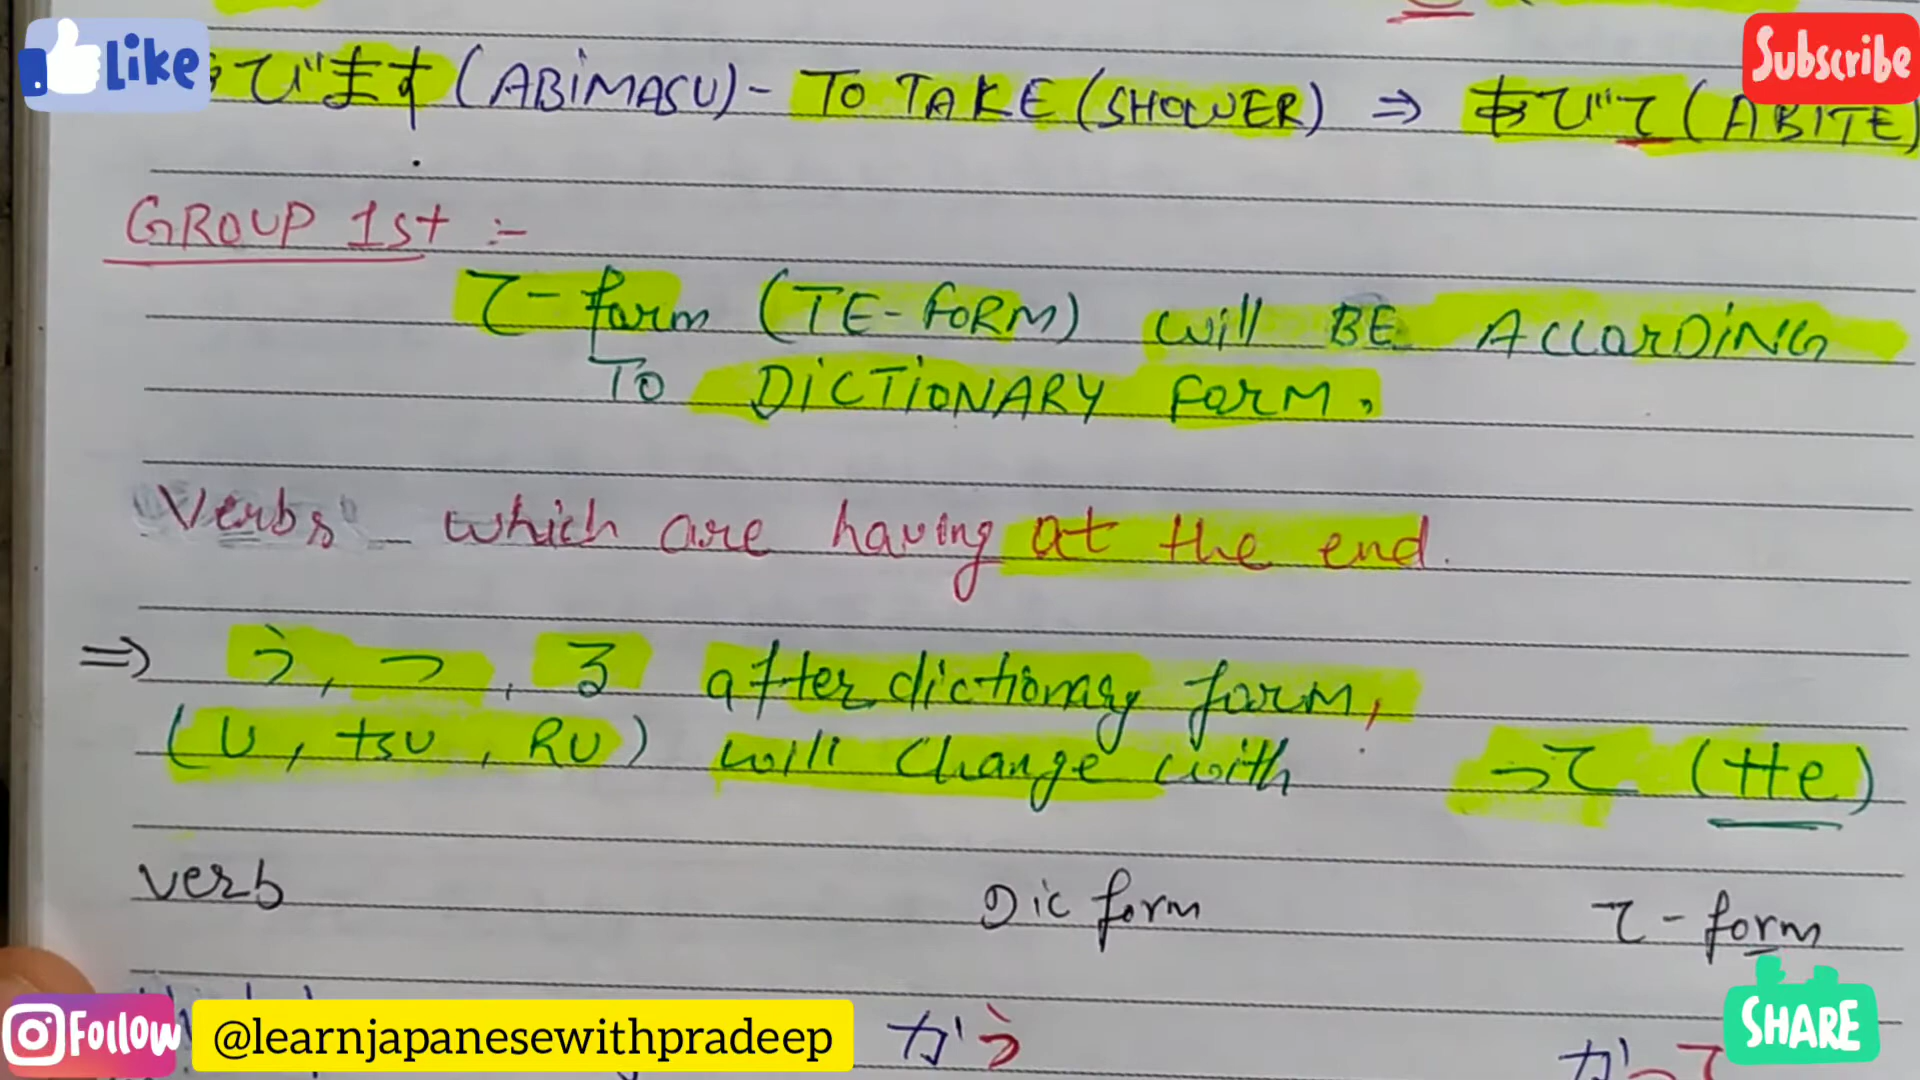 Like
Subscribe
びます (ABIMASU) - TO TAKE (SHOWER) ⇒ あびて (ABITE)
GROUP 1st :-
て- form (TE-FORM) will BE ACCORDING
TO DICTIONARY FORM.
Verbs which are having at the end.
⇒ う, つ, る after dictionary form,
(U, tsU, RU) will change with って (tte)
verb Dic form て-form
かう かって
Follow @learnjapanesewithpradeep
SHARE